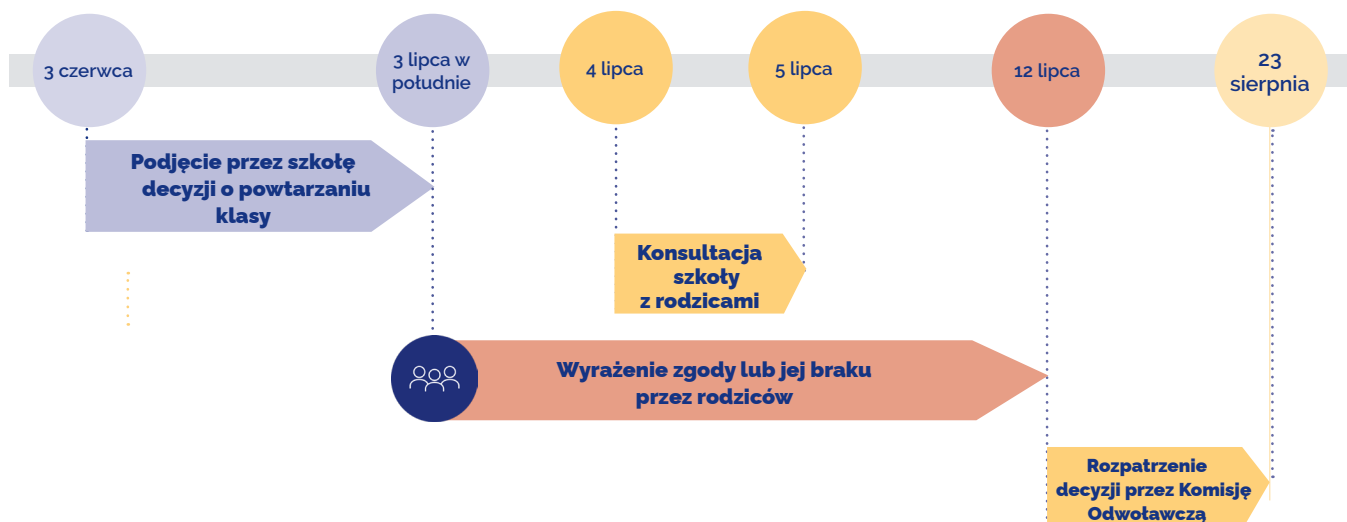 3 czerwca
3 lipca w
południe
4 lipca
5 lipca
12 lipca
23
sierpnia
Podjęcie przez szkołę
decyzji o powtarzaniu
klasy
Konsultacja
szkoły
z rodzicami
Wyrażenie zgody lub jej braku
przez rodziców
Rozpatrzenie
decyzji przez Komisję
Odwoławczą